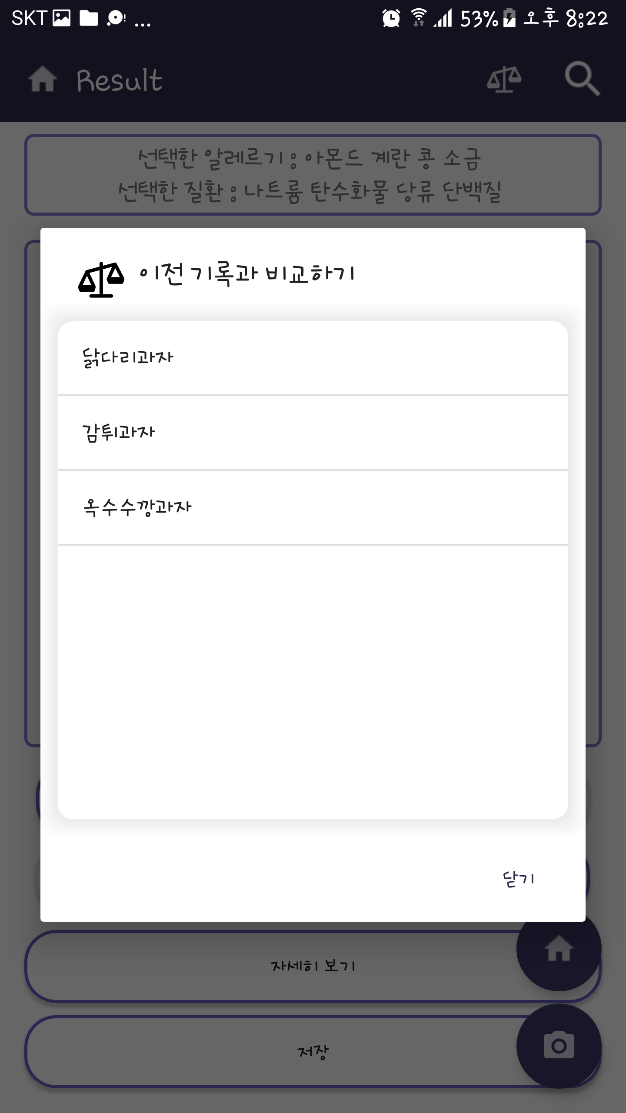 SKT ... 53% 오후 8:22
Result
선택한 알레르기 : 아몬드 계란 콩 소금
선택한 질환 : 나트륨 탄수화물 당류 단백질
이전 기록과 비교하기
닭다리과자
감튀과자
옥수수깡과자
닫기
자세히 보기
저장